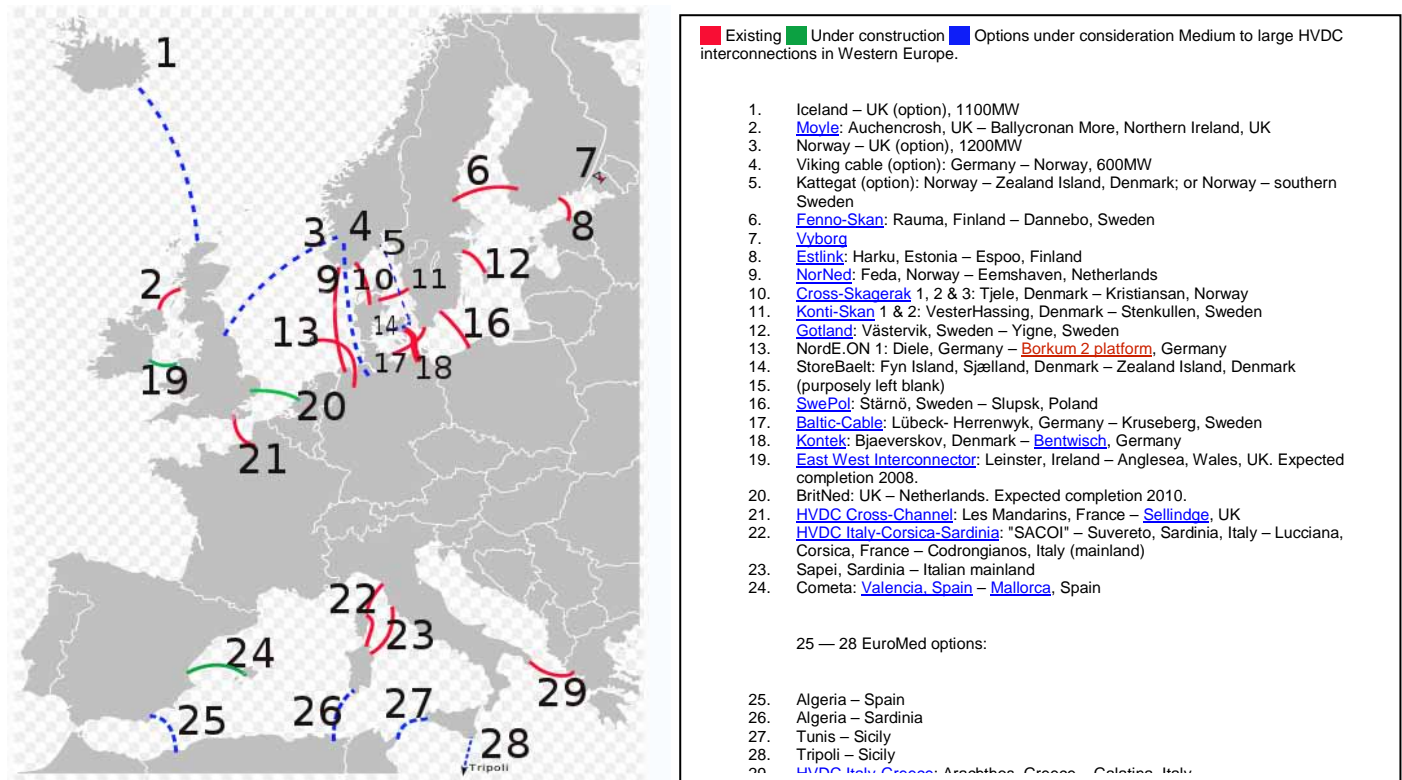 1
2
3
4
5
6
7
8
9
10
11
12
13
14
16
17
18
19
20
21
22
23
24
25
26
27
28
29
Tripoli
Existing Under construction Options under consideration Medium to large HVDC
interconnections in Western Europe.
1. Iceland – UK (option), 1100MW
2. Moyle: Auchencrosh, UK – Ballycronan More, Northern Ireland, UK
3. Norway – UK (option), 1200MW
4. Viking cable (option): Germany – Norway, 600MW
5. Kattegat (option): Norway – Zealand Island, Denmark; or Norway – southern
Sweden
6. Fenno-Skan: Rauma, Finland – Dannebo, Sweden
7. Vyborg
8. Estlink: Harku, Estonia – Espoo, Finland
9. NorNed: Feda, Norway – Eemshaven, Netherlands
10. Cross-Skagerak 1, 2 & 3: Tjele, Denmark – Kristiansan, Norway
11. Konti-Skan 1 & 2: VesterHassing, Denmark – Stenkullen, Sweden
12. Gotland: Västervik, Sweden – Yigne, Sweden
13. NordE.ON 1: Diele, Germany – Borkum 2 platform, Germany
14. StoreBaelt: Fyn Island, Sjælland, Denmark – Zealand Island, Denmark
15. (purposely left blank)
16. SwePol: Stärnö, Sweden – Slupsk, Poland
17. Baltic-Cable: Lübeck- Herrenwyk, Germany – Kruseberg, Sweden
18. Kontek: Bjaeverskov, Denmark – Bentwisch, Germany
19. East West Interconnector: Leinster, Ireland – Anglesea, Wales, UK. Expected
completion 2008.
20. BritNed: UK – Netherlands. Expected completion 2010.
21. HVDC Cross-Channel: Les Mandarins, France – Sellindge, UK
22. HVDC Italy-Corsica-Sardinia: "SACOI" – Suvereto, Sardinia, Italy – Lucciana,
Corsica, France – Codrongianos, Italy (mainland)
23. Sapei, Sardinia – Italian mainland
24. Cometa: Valencia, Spain – Mallorca, Spain
25 — 28 EuroMed options:
25. Algeria – Spain
26. Algeria – Sardinia
27. Tunis – Sicily
28. Tripoli – Sicily
29. HVDC Italy-Greece: Arachthos, Greece – Galatina, Italy